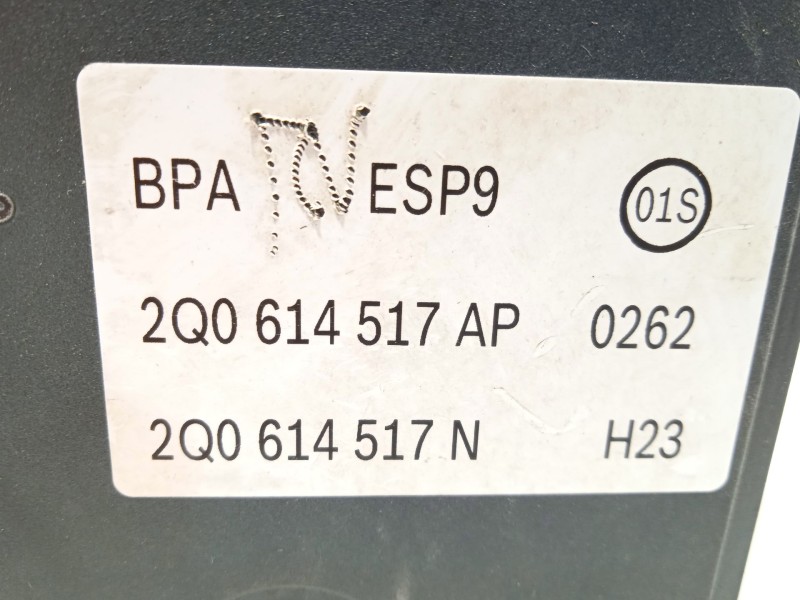 BPA ESP9 01S
2Q0 614 517 AP 0262
2Q0 614 517 N H23